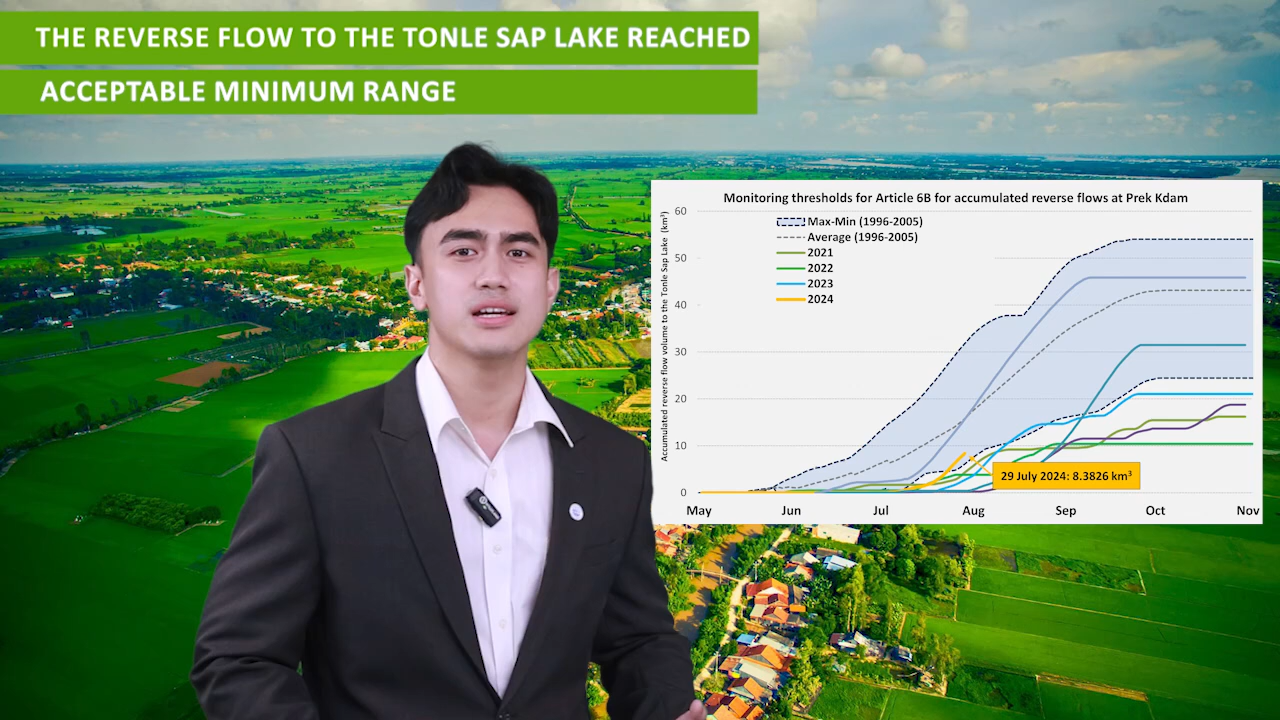 THE REVERSE FLOW TO THE TONLE SAP LAKE REACHED
ACCEPTABLE MINIMUM RANGE
Monitoring thresholds for Article 6B for accumulated reverse flows at Prek Kdam
Accumulated reverse flow volume to the Tonle Sap Lake (km³)
60
50
40
30
20
10
0
Max-Min (1996-2005)
Average (1996-2005)
2021
2022
2023
2024
29 July 2024: 8.3826 km³
May Jun Jul Aug Sep Oct Nov